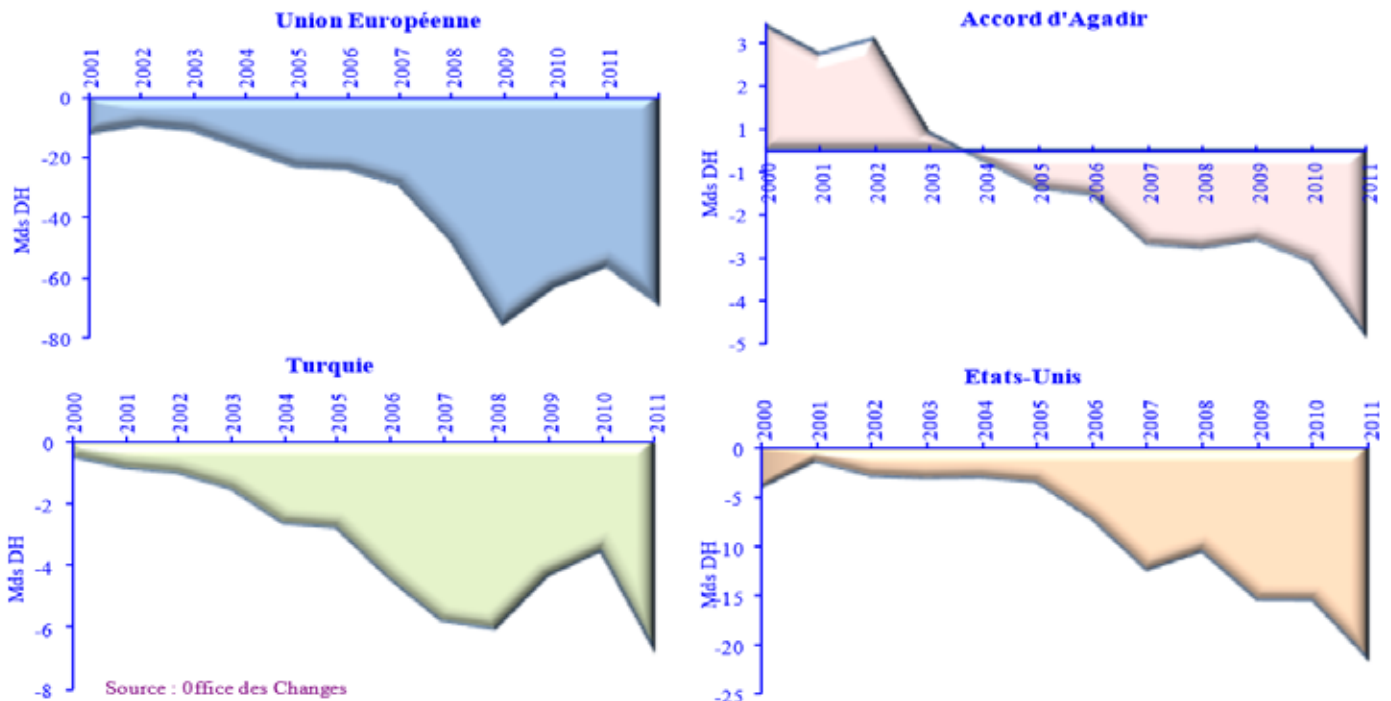 Union Européenne
2001 2002 2003 2004 2005 2006 2007 2008 2009 2010 2011
0
-20
-40
-60
-80
Mds DH
Accord d'Agadir
3
2
1
-1
-2
-3
-4
-5
Mds DH
2000 2001 2002 2003 2004 2005 2006 2007 2008 2009 2010 2011
Turquie
2000 2001 2002 2003 2004 2005 2006 2007 2008 2009 2010 2011
0
-2
-4
-6
-8
Mds DH
Source : Office des Changes
Etats-Unis
2000 2001 2002 2003 2004 2005 2006 2007 2008 2009 2010 2011
0
-5
-10
-15
-20
-25
Mds DH